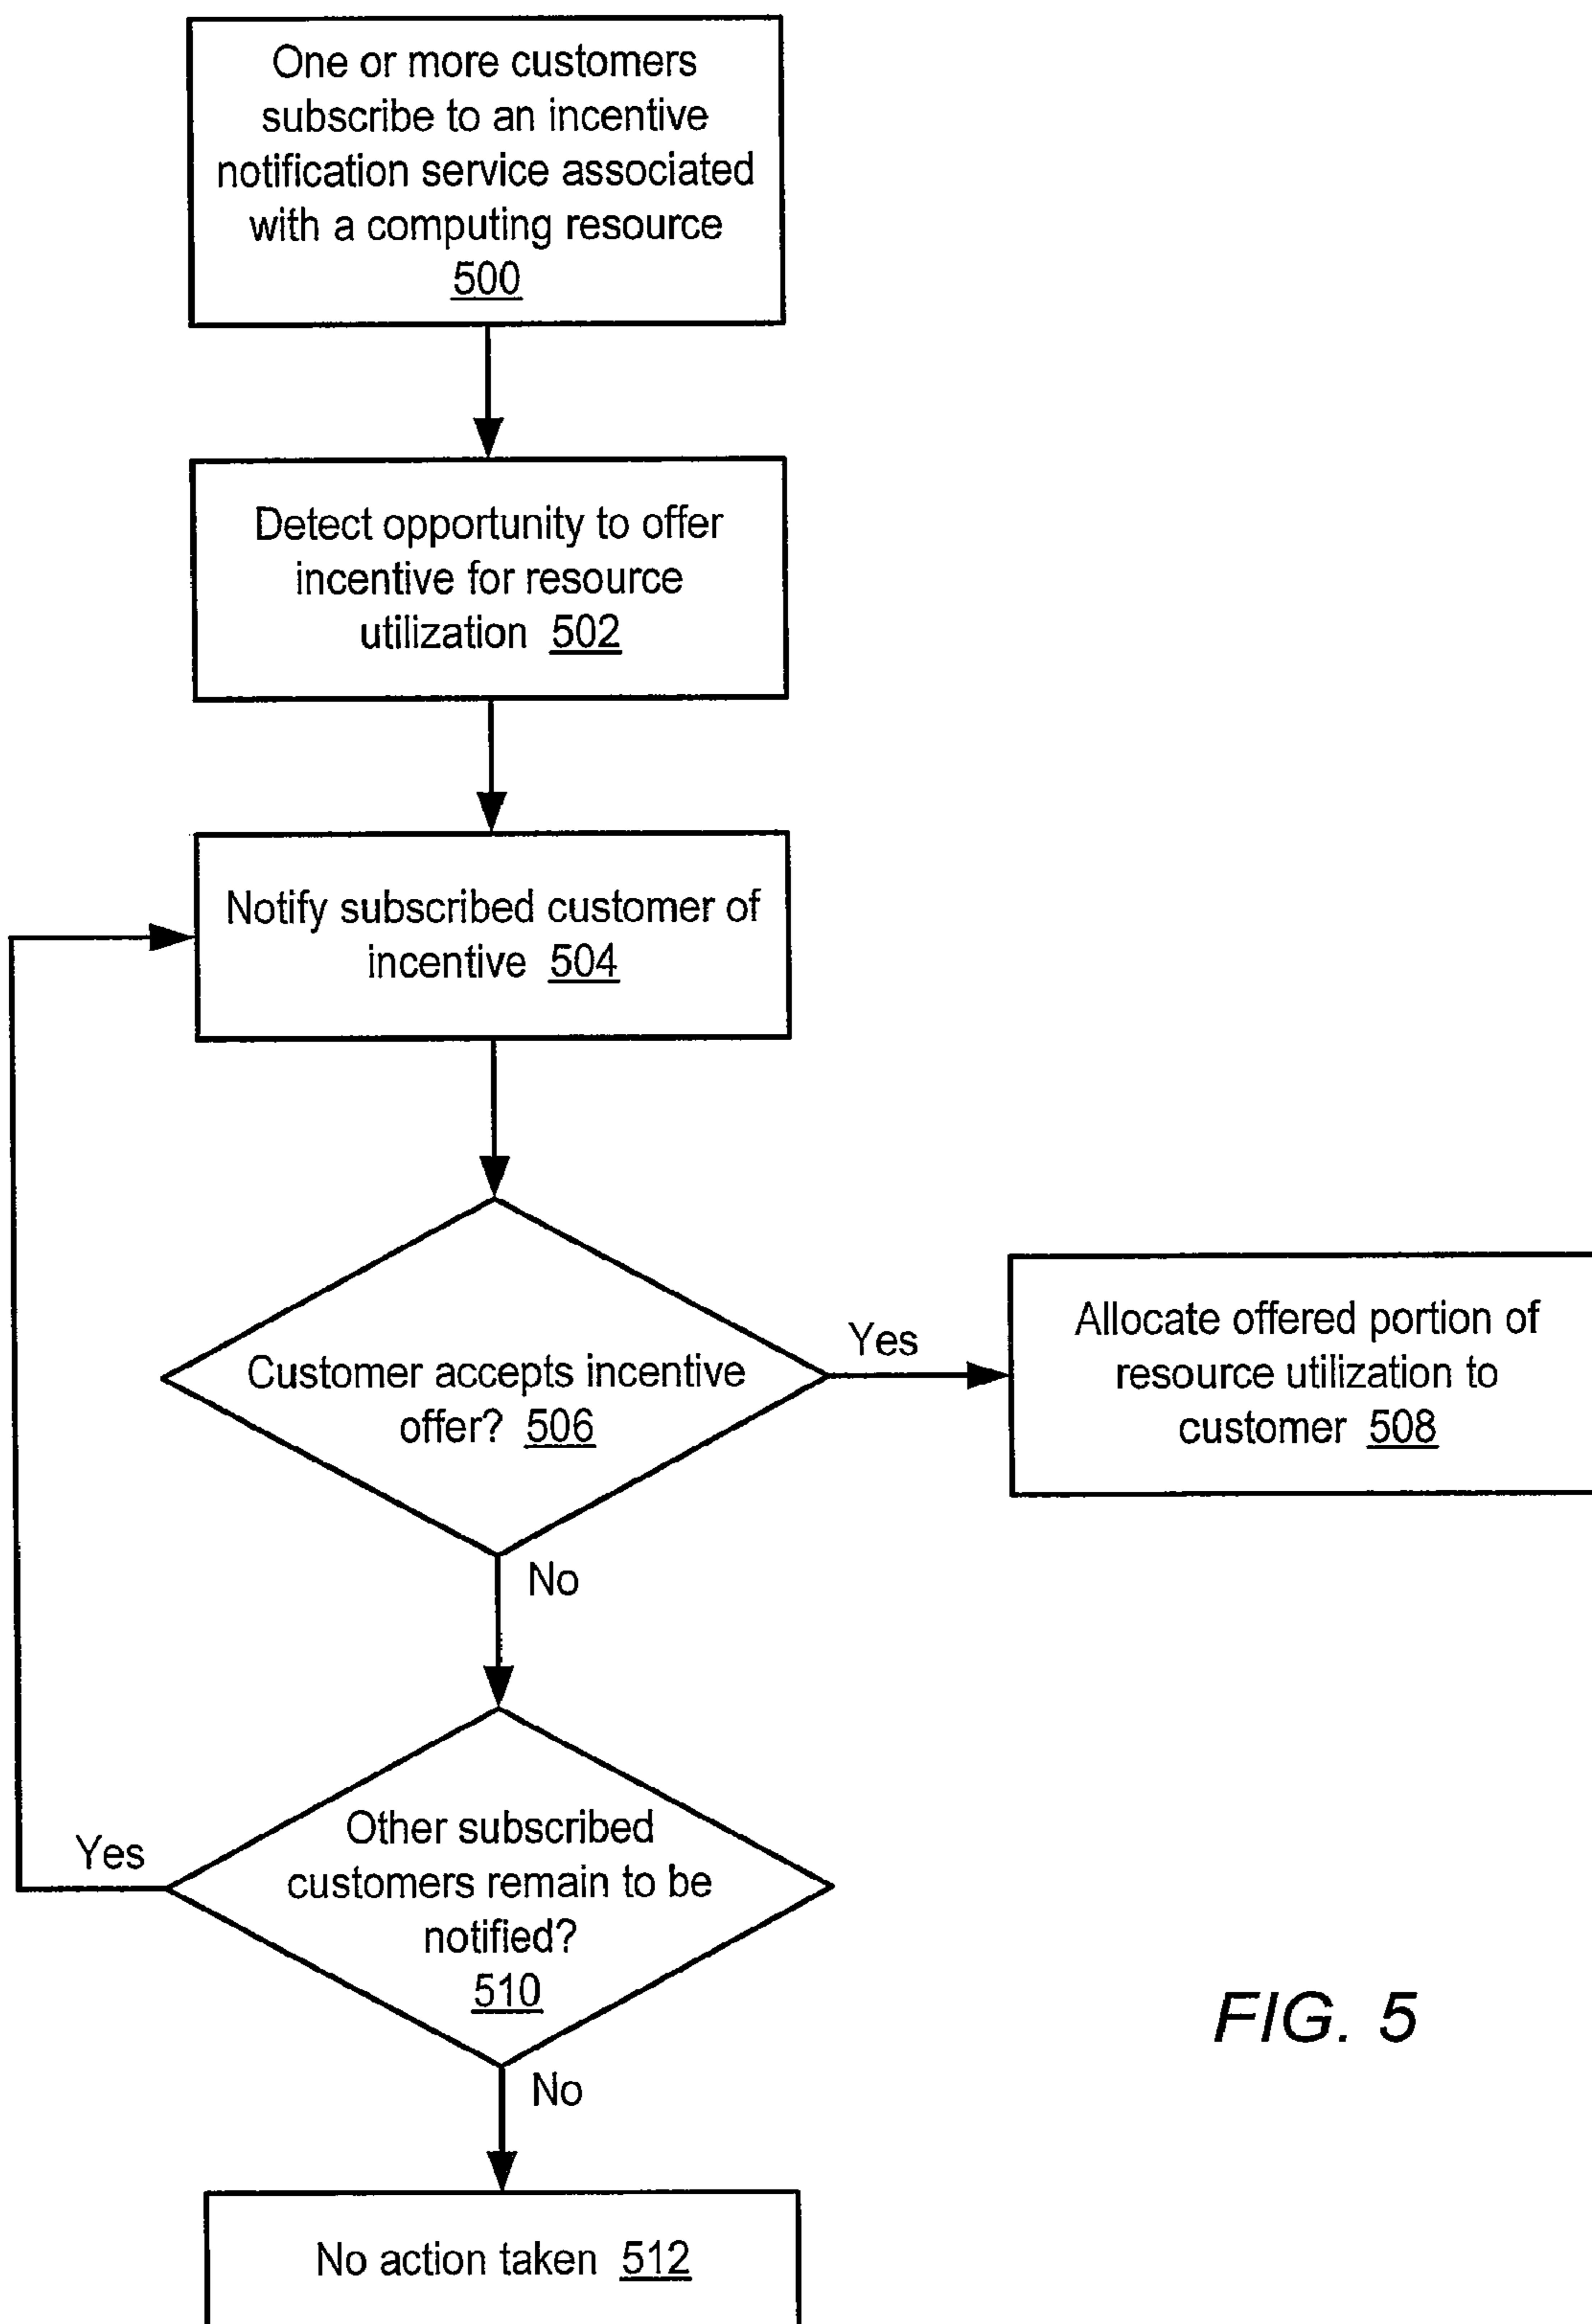 One or more customers
subscribe to an incentive
notification service associated
with a computing resource
500
Detect opportunity to offer
incentive for resource
utilization 502
Notify subscribed customer of
incentive 504
Customer accepts incentive
offer? 506
Yes
Allocate offered portion of
resource utilization to
customer 508
No
Other subscribed
customers remain to be
notified?
510
Yes
No
No action taken 512
FIG. 5